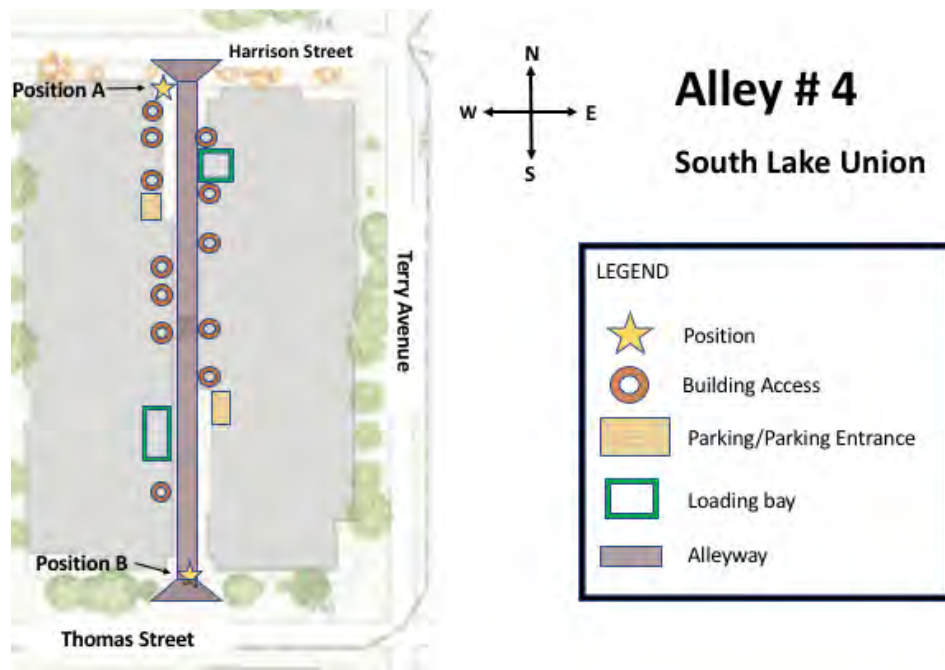 Harrison Street
Position A
N
W
E
S
Alley # 4
South Lake Union
Terry Avenue
LEGEND
Position
Building Access
Parking/Parking Entrance
Loading bay
Alleyway
Position B
Thomas Street